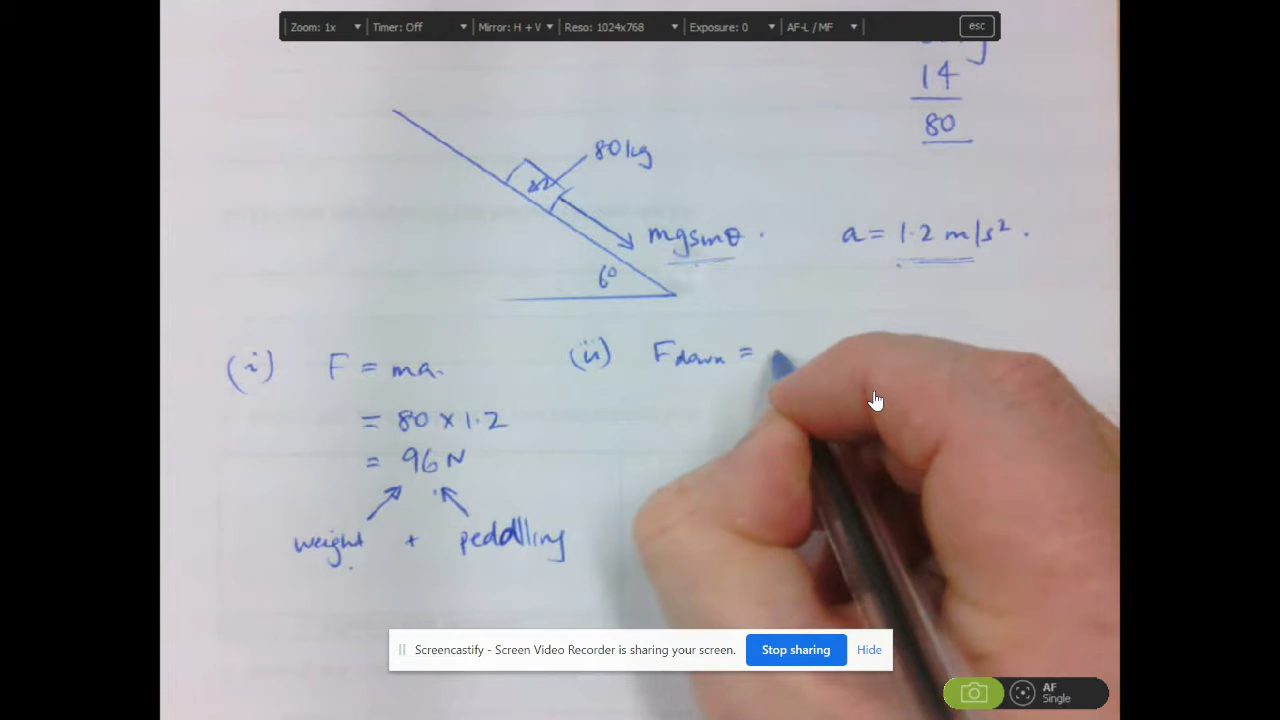 Zoom: 1x Timer: Off Mirror: H + V Reso: 1024x768 Exposure: 0 AF-L / MF esc
14
80
80kg
mgsinθ.
a = 1.2 m/s².
6°
(i) F = ma.
= 80 × 1.2
= 96 N
weight + peddling
(ii) Fdown =
Screencastify - Screen Video Recorder is sharing your screen. Stop sharing Hide
AF
Single